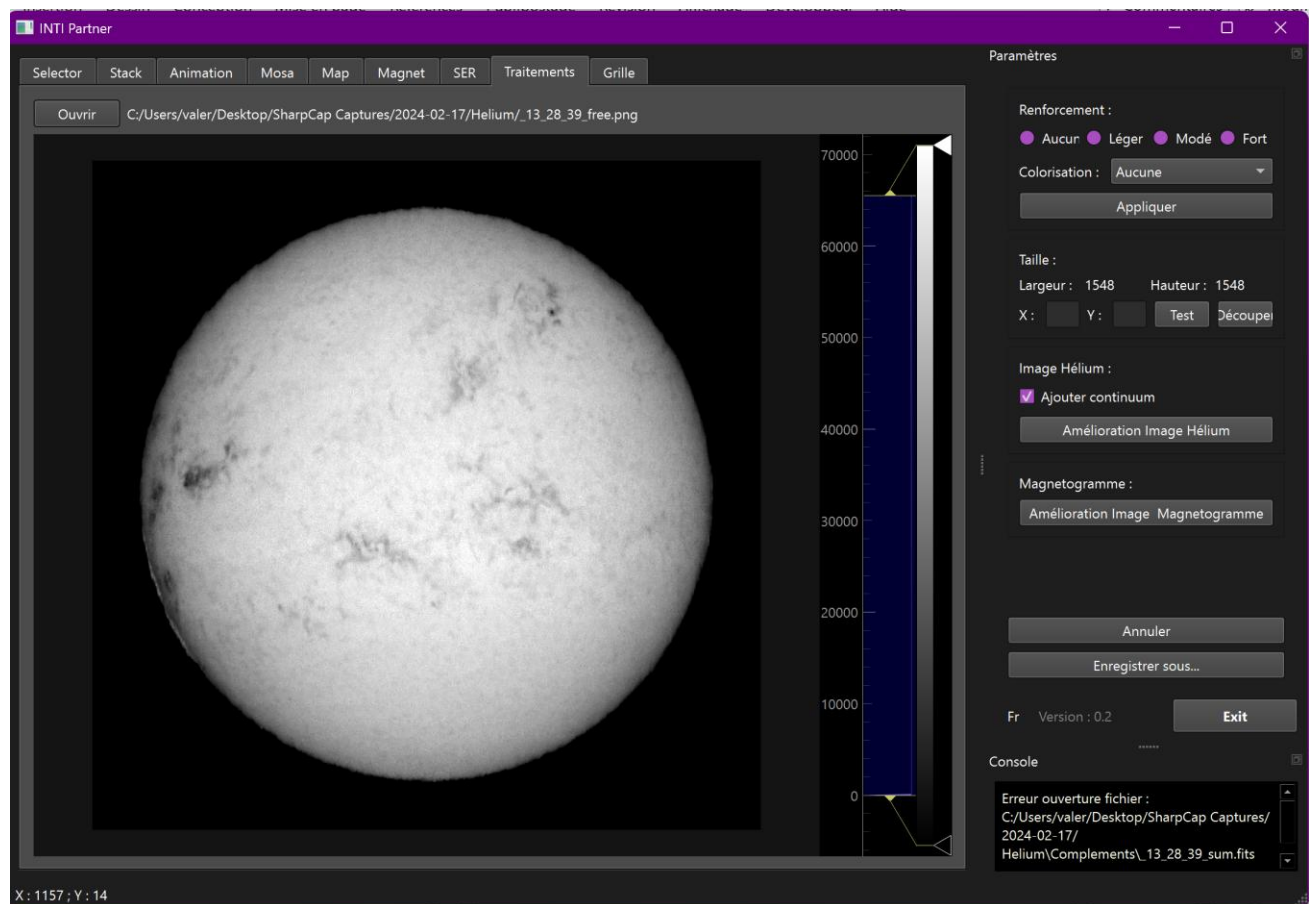 INTI Partner
Selector Stack Animation Mosa Map Magnet SER Traitements Grille
Ouvrir C:/Users/valer/Desktop/SharpCap Captures/2024-02-17/Helium/_13_28_39_free.png
70000
60000
50000
40000
30000
20000
10000
0
Paramètres
Renforcement :
Aucur Léger Modé Fort
Colorisation : Aucune
Appliquer
Taille :
Largeur : 1548 Hauteur : 1548
X : Y : Test Découper
Image Hélium :
Ajouter continuum
Amélioration Image Hélium
Magnetogramme :
Amélioration Image Magnetogramme
Annuler
Enregistrer sous...
Fr Version : 0.2 Exit
Console
Erreur ouverture fichier :
C:/Users/valer/Desktop/SharpCap Captures/
2024-02-17/
Helium\Complements\_13_28_39_sum.fits
X : 1157 ; Y : 14